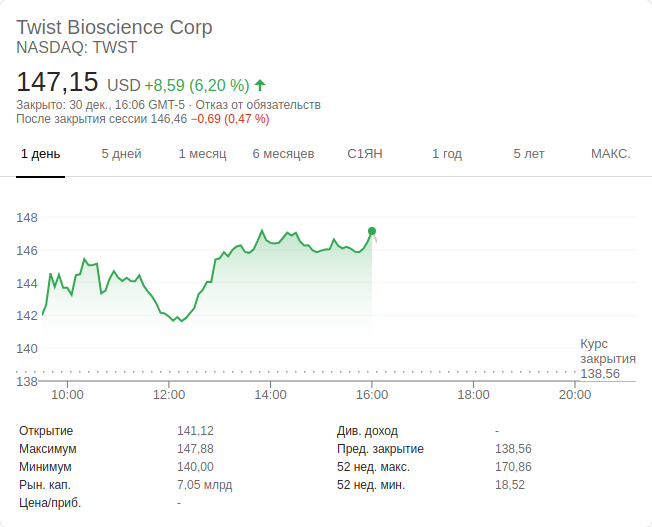 Twist Bioscience Corp
NASDAQ: TWST
147,15 USD +8,59 (6,20 %)
Закрыто: 30 дек., 16:06 GMT-5 · Отказ от обязательств
После закрытия сессии 146,46 −0,69 (0,47 %)
1 день 5 дней 1 месяц 6 месяцев С1ЯН 1 год 5 лет МАКС.
148
146
144
142
140
Курс
закрытия
138,56
138
10:00 12:00 14:00 16:00 18:00 20:00
Открытие 141,12 Див. доход -
Максимум 147,88 Пред. закрытие 138,56
Минимум 140,00 52 нед. макс. 170,86
Рын. кап. 7,05 млрд 52 нед. мин. 18,52
Цена/приб. -